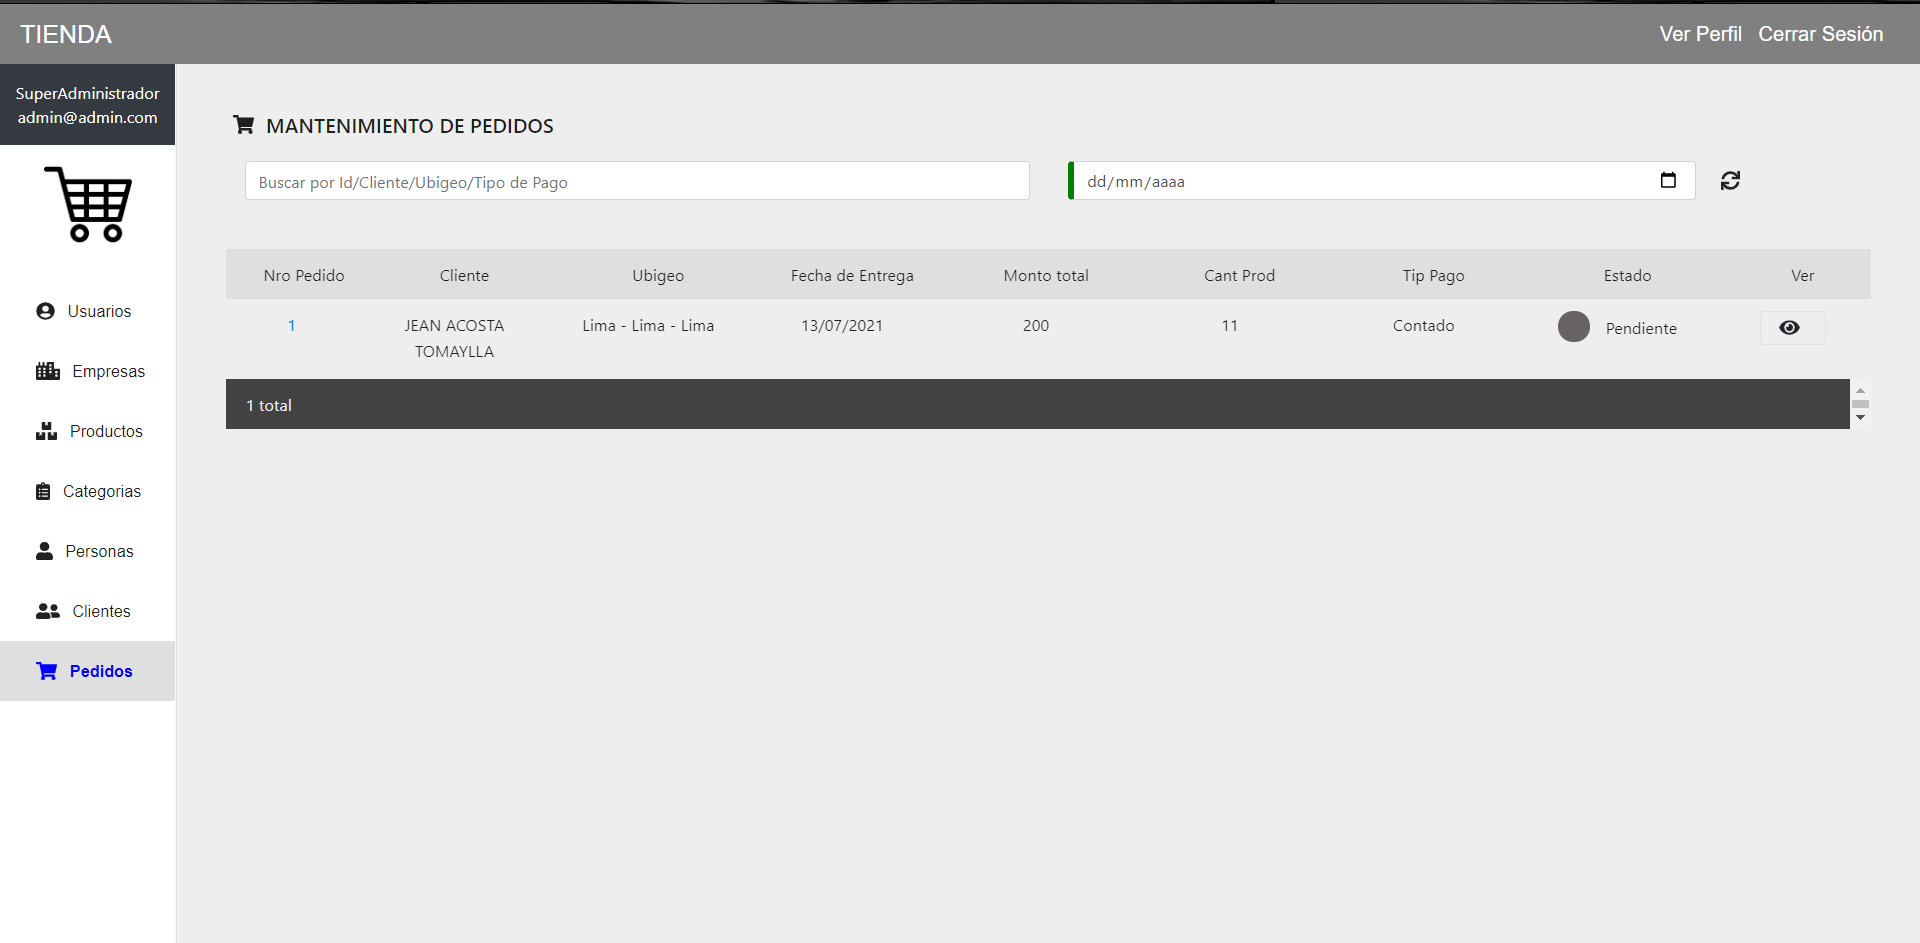 TIENDA
Ver Perfil Cerrar Sesión
SuperAdministrador
admin@admin.com
Usuarios
Empresas
Productos
Categorias
Personas
Clientes
Pedidos
MANTENIMIENTO DE PEDIDOS
Buscar por Id/Cliente/Ubigeo/Tipo de Pago
dd/mm/aaaa
Nro Pedido Cliente Ubigeo Fecha de Entrega Monto total Cant Prod Tip Pago Estado Ver
1 JEAN ACOSTA Lima - Lima - Lima 13/07/2021 200 11 Contado Pendiente
TOMAYLLA
1 total